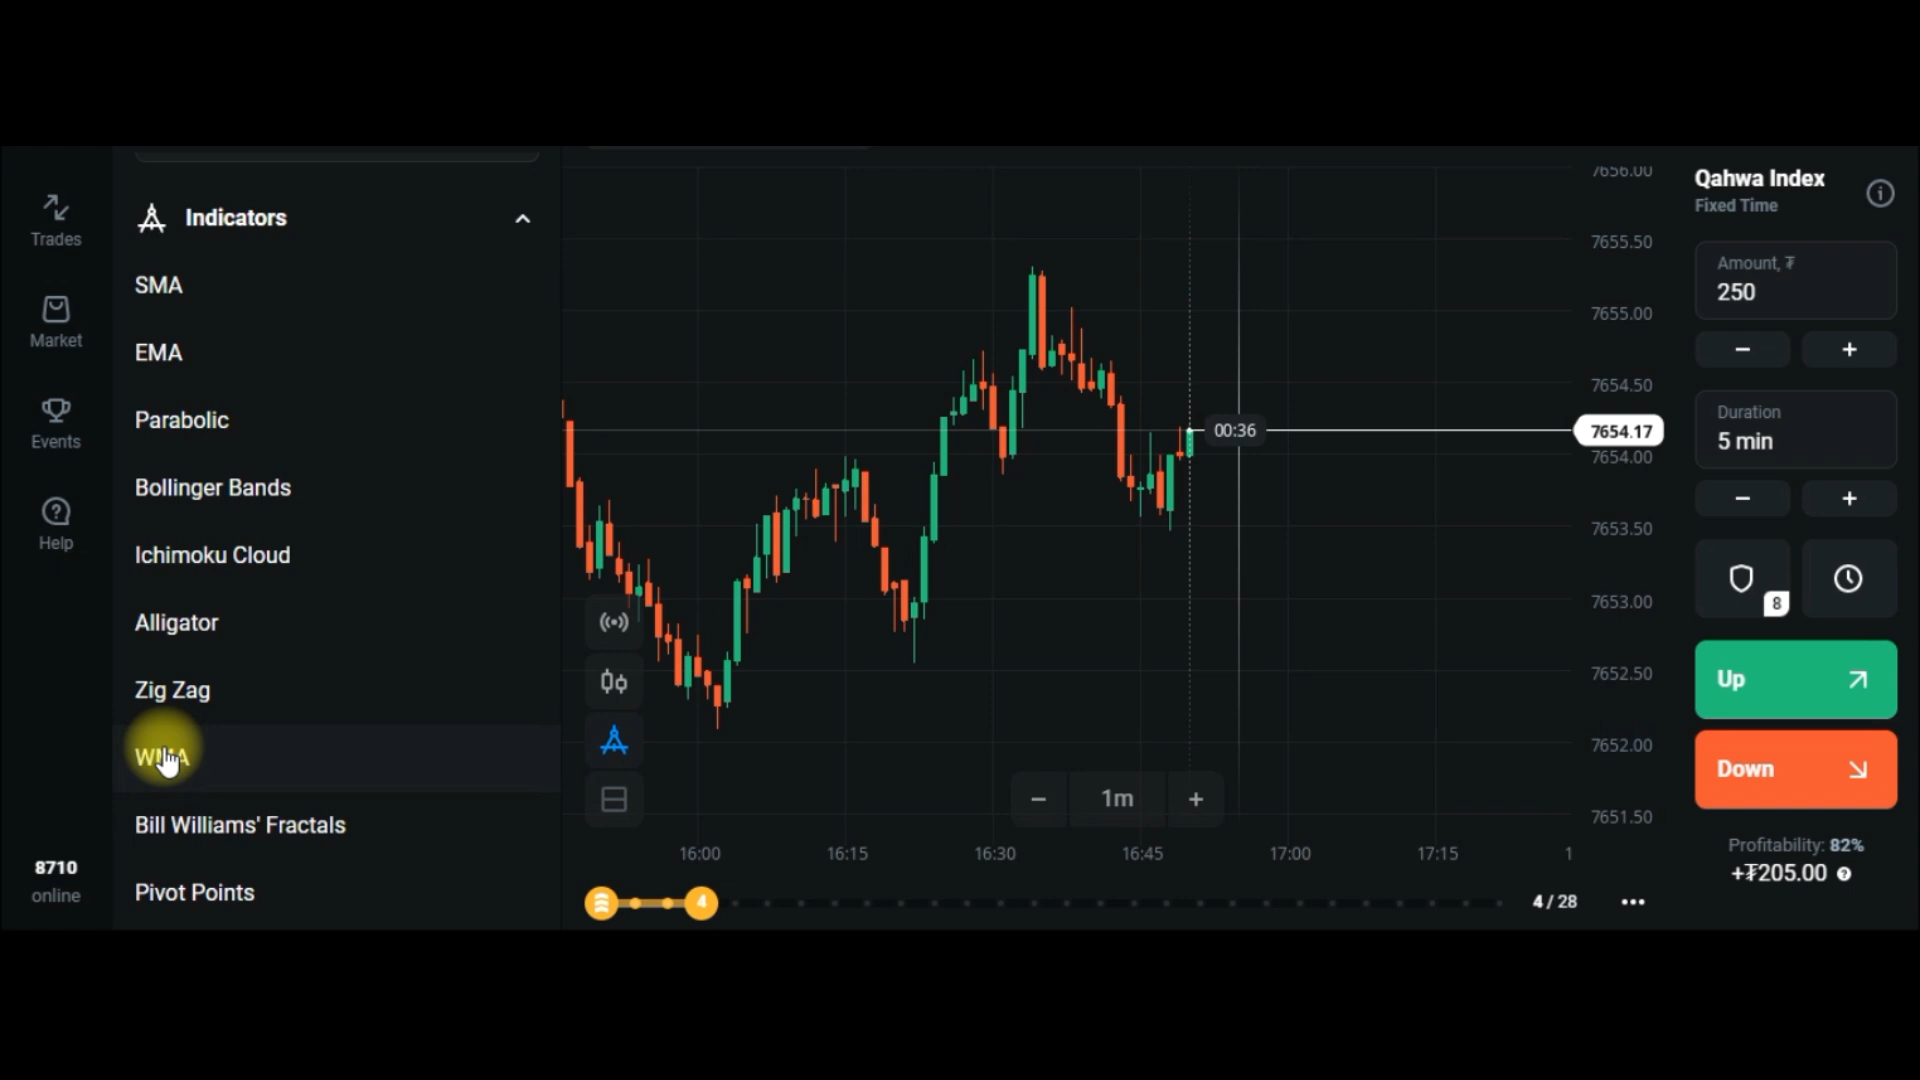 Trades
Market
Events
Help
8710
online
Indicators
SMA
EMA
Parabolic
Bollinger Bands
Ichimoku Cloud
Alligator
Zig Zag
WMA
Bill Williams' Fractals
Pivot Points
00:36
1m
16:00 16:15 16:30 16:45 17:00 17:15 1
4
4 / 28
7656.00
7655.50
7655.00
7654.50
7654.17
7654.00
7653.50
7653.00
7652.50
7652.00
7651.50
Qahwa Index
Fixed Time
Amount, ₮
250
Duration
5 min
8
Up
Down
Profitability: 82%
+₮205.00